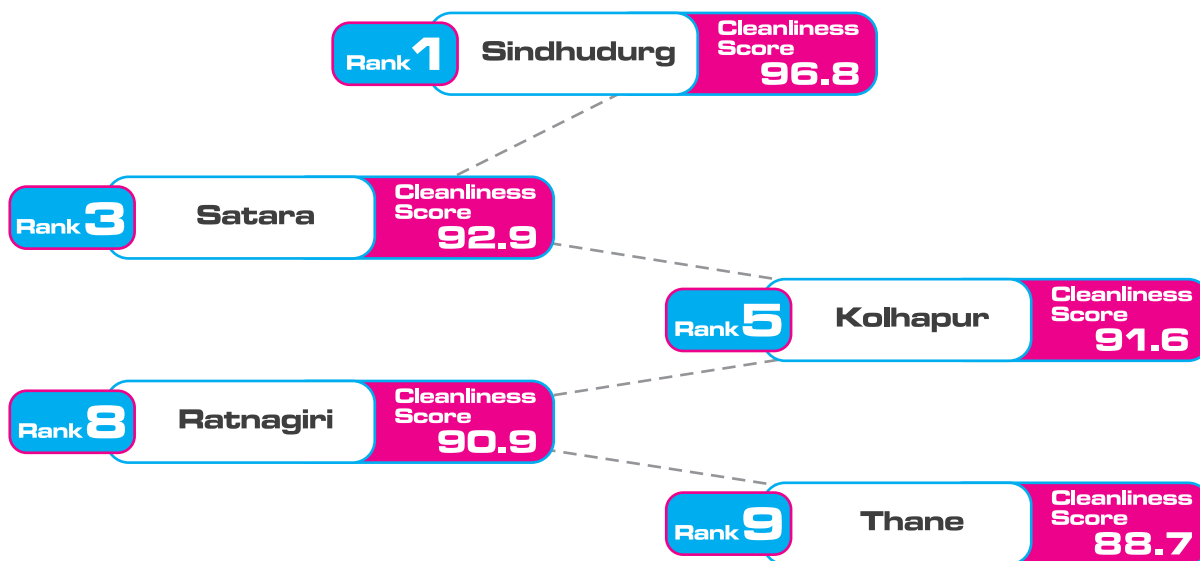 Rank 1
Sindhudurg
Cleanliness
Score
96.8
Rank 3
Satara
Cleanliness
Score
92.9
Rank 5
Kolhapur
Cleanliness
Score
91.6
Rank 8
Ratnagiri
Cleanliness
Score
90.9
Rank 9
Thane
Cleanliness
Score
88.7